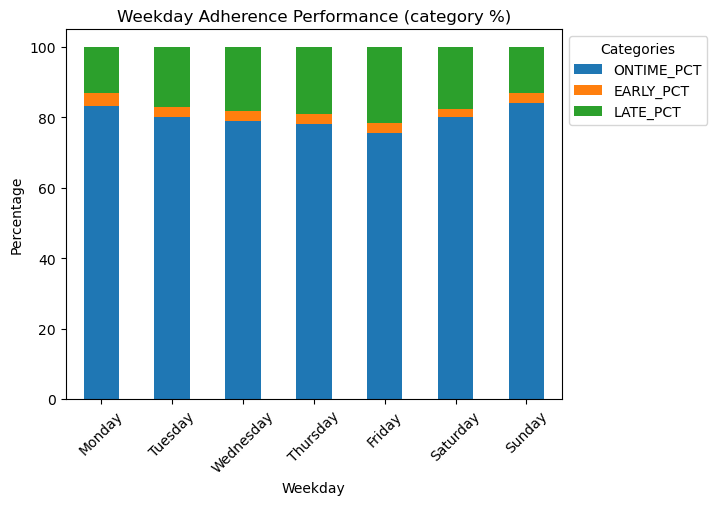 Weekday Adherence Performance (category %)
Categories
ONTIME_PCT
EARLY_PCT
LATE_PCT
Percentage
100
80
60
40
20
0
Monday
Tuesday
Wednesday
Thursday
Friday
Saturday
Sunday
Weekday